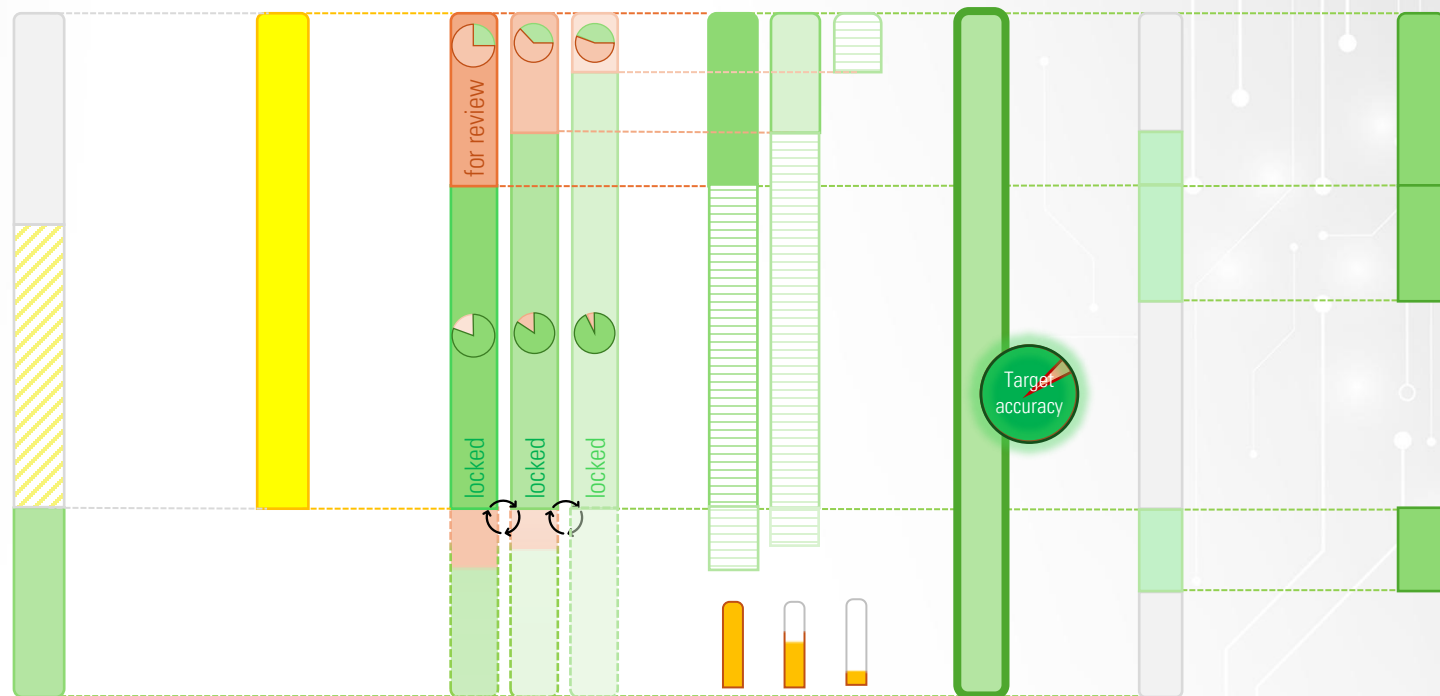 for review
locked
locked
locked
Target
accuracy